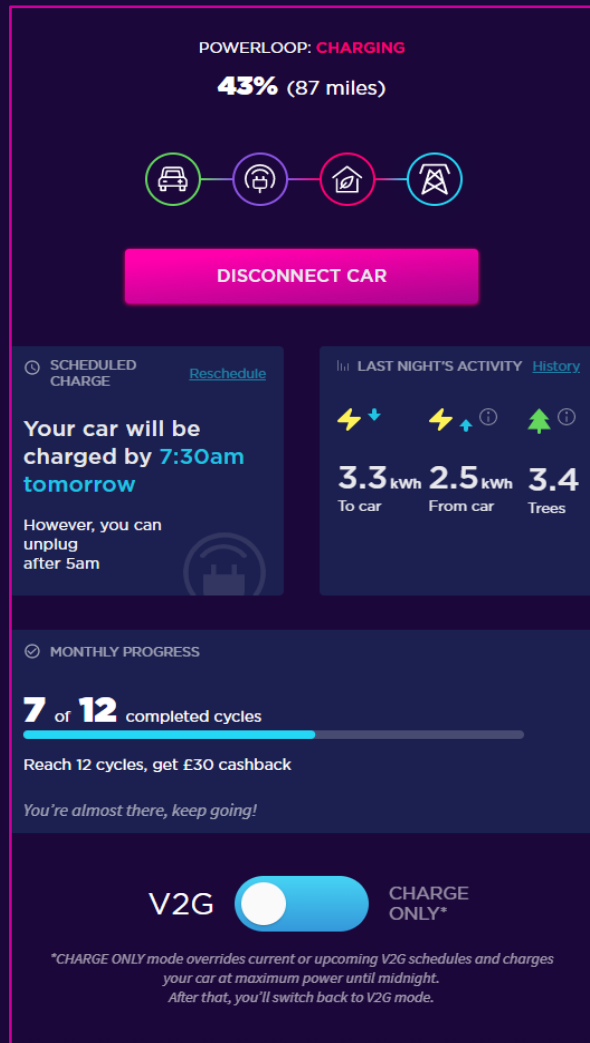 POWERLOOP: CHARGING
43% (87 miles)
DISCONNECT CAR
SCHEDULED
CHARGE
Reschedule
Your car will be
charged by 7:30am
tomorrow
However, you can
unplug
after 5am
LAST NIGHT'S ACTIVITY History
3.3 kWh 2.5 kWh 3.4
To car From car Trees
MONTHLY PROGRESS
7 of 12 completed cycles
Reach 12 cycles, get £30 cashback
You're almost there, keep going!
V2G
CHARGE
ONLY*
*CHARGE ONLY mode overrides current or upcoming V2G schedules and charges
your car at maximum power until midnight.
After that, you'll switch back to V2G mode.